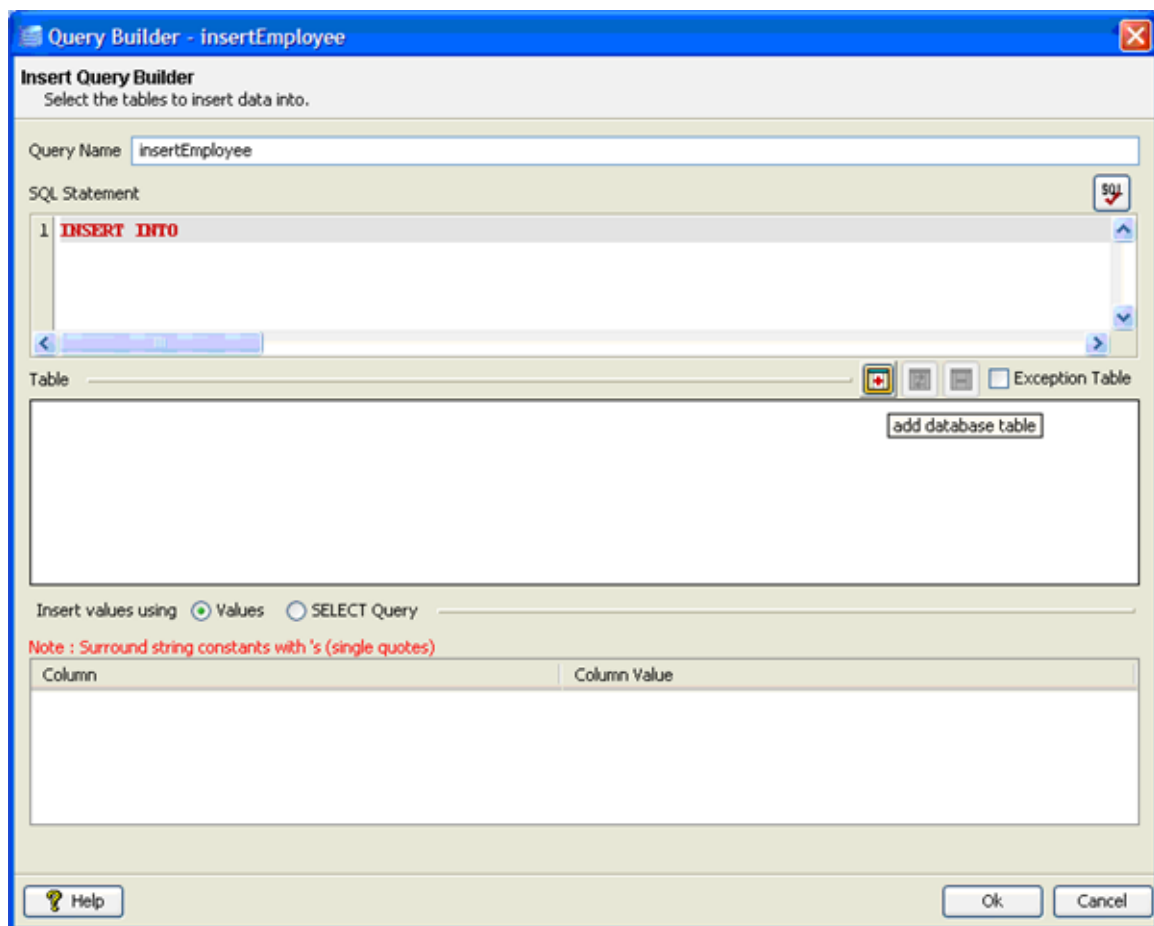 Query Builder - insertEmployee
Insert Query Builder
Select the tables to insert data into.
Query Name insertEmployee
SQL Statement
SQL
1 INSERT INTO
Table Exception Table
add database table
Insert values using Values SELECT Query
Note : Surround string constants with 's (single quotes)
Column Column Value
Help Ok Cancel